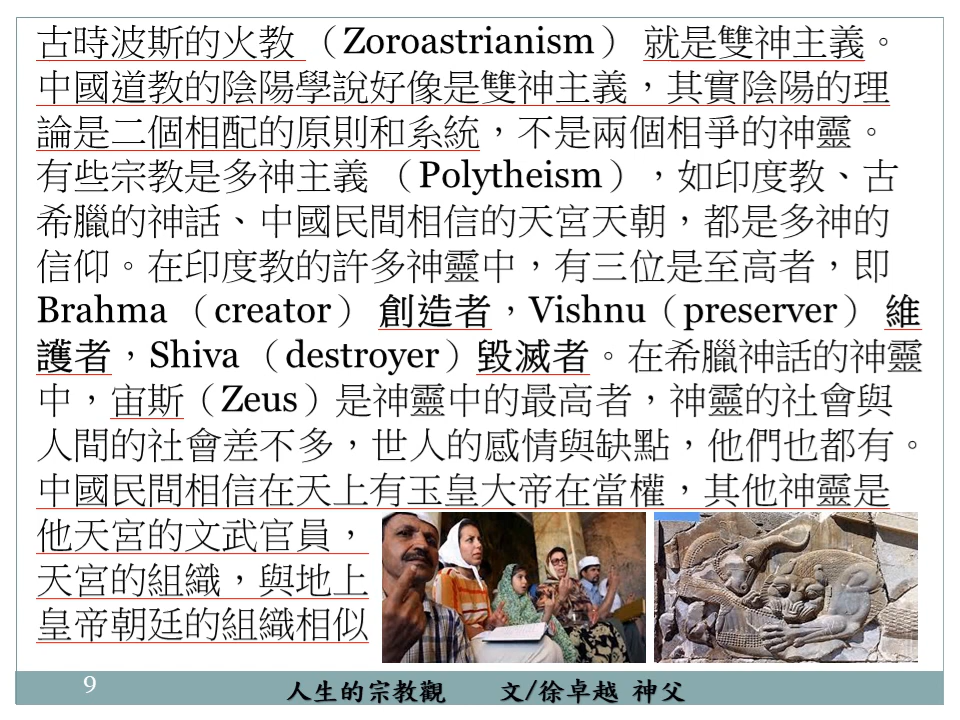 古時波斯的火教 （Zoroastrianism） 就是雙神主義。
中國道教的陰陽學說好像是雙神主義，其實陰陽的理
論是二個相配的原則和系統，不是兩個相爭的神靈。
有些宗教是多神主義 （Polytheism），如印度教、古
希臘的神話、中國民間相信的天宮天朝，都是多神的
信仰。在印度教的許多神靈中，有三位是至高者，即
Brahma （creator） 創造者，Vishnu（preserver） 維
護者，Shiva （destroyer）毀滅者。在希臘神話的神靈
中，宙斯（Zeus）是神靈中的最高者，神靈的社會與
人間的社會差不多，世人的感情與缺點，他們也都有。
中國民間相信在天上有玉皇大帝在當權，其他神靈是
他天宮的文武官員，
天宮的組織，與地上
皇帝朝廷的組織相似
9
人生的宗教觀 文/徐卓越 神父